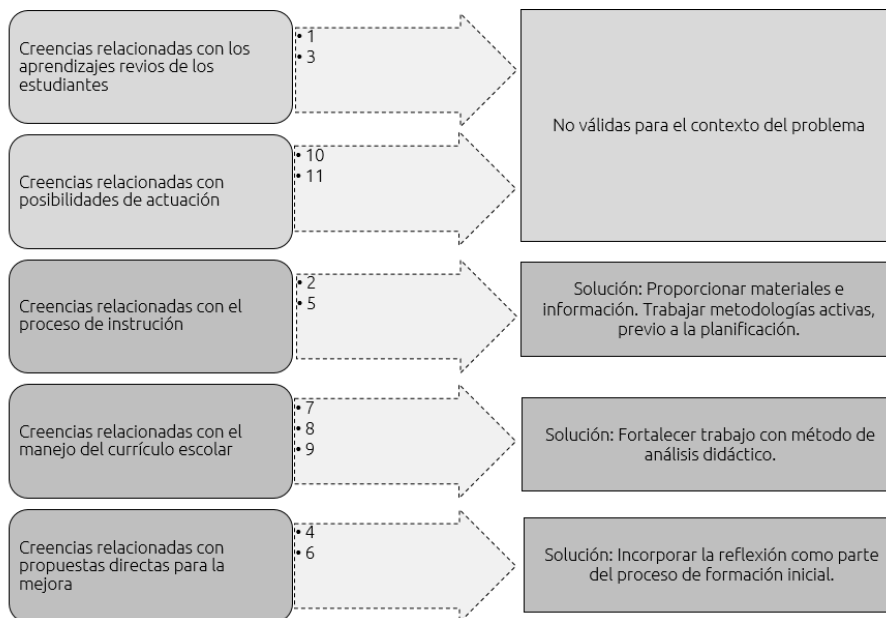 Creencias relacionadas con los
aprendizajes revios de los
estudiantes
• 1
• 3
No válidas para el contexto del problema
Creencias relacionadas con
posibilidades de actuación
• 10
• 11
Creencias relacionadas con el
proceso de instrución
• 2
• 5
Solución: Proporcionar materiales e
información. Trabajar metodologías activas,
previo a la planificación.
Creencias relacionadas con el
manejo del currículo escolar
• 7
• 8
• 9
Solución: Fortalecer trabajo con método de
análisis didáctico.
Creencias relacionadas con
propuestas directas para la
mejora
• 4
• 6
Solución: Incorporar la reflexión como parte
del proceso de formación inicial.